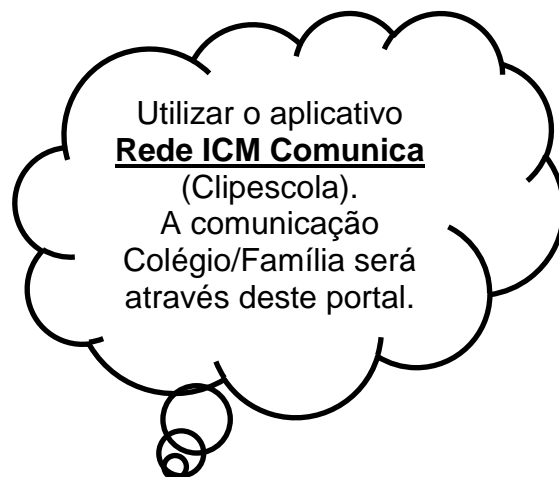 Utilizar o aplicativo
Rede ICM Comunica
(Clipescola).
A comunicação
Colégio/Família será
através deste portal.